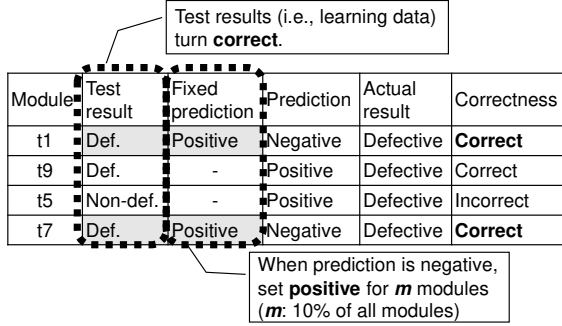 Test results (i.e., learning data)
turn correct.
Module Test result Fixed prediction Prediction Actual result Correctness
t1 Def. Positive Negative Defective Correct
t9 Def. - Positive Defective Correct
t5 Non-def. - Positive Defective Incorrect
t7 Def. Positive Negative Defective Correct
When prediction is negative,
set positive for m modules
(m: 10% of all modules)